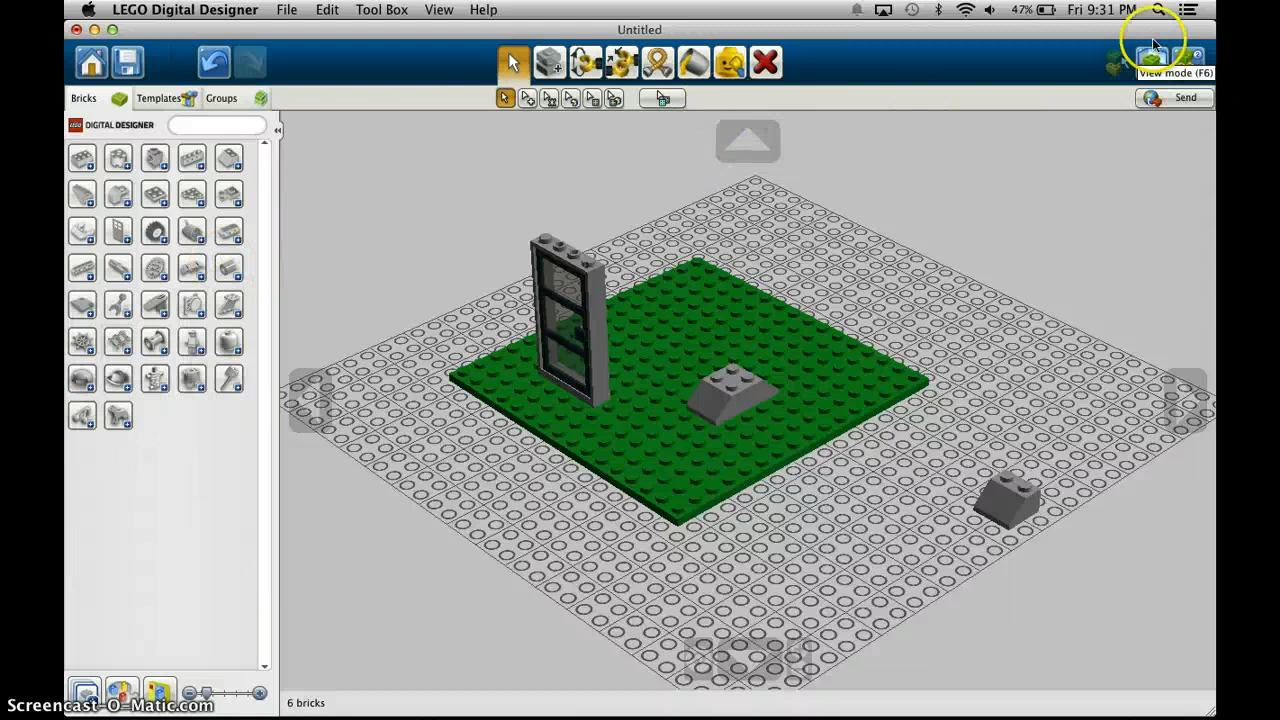 LEGO Digital Designer File Edit Tool Box View Help 47% Fri 9:31 PM
Untitled
View mode (F6)
Bricks Templates Groups Send
LEGO DIGITAL DESIGNER
6 bricks
Screencast-O-Matic.com